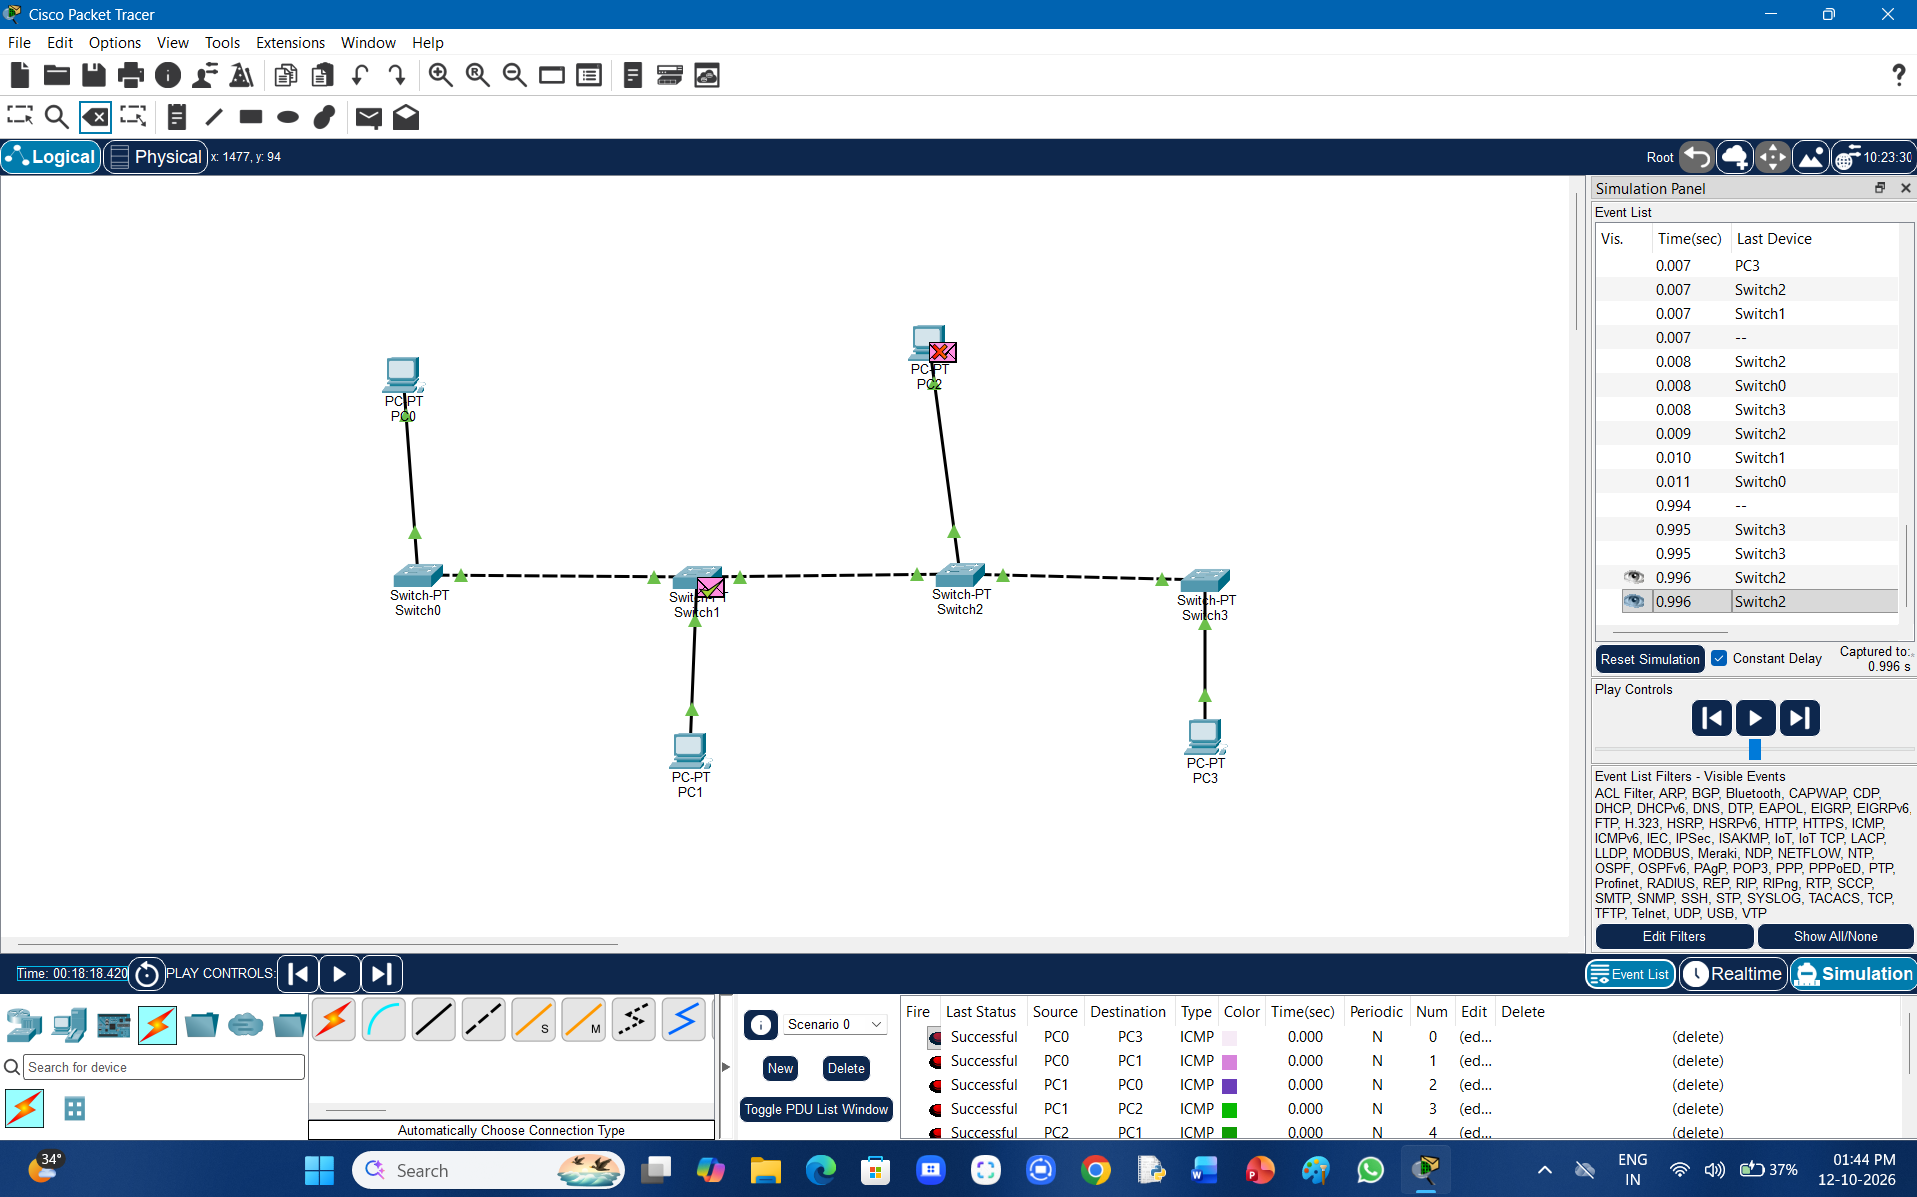 Cisco Packet Tracer
File Edit Options View Tools Extensions Window Help
Logical Physical x: 1477, y: 94 Root 10:23:30
Simulation Panel
Event List
Vis. Time(sec) Last Device
0.007 PC3
0.007 Switch2
0.007 Switch1
0.007 --
0.008 Switch2
0.008 Switch0
0.008 Switch3
0.009 Switch2
0.010 Switch1
0.011 Switch0
0.994 --
0.995 Switch3
0.995 Switch3
0.996 Switch2
0.996 Switch2
Reset Simulation Constant Delay Captured to:
0.996 s
Play Controls
Event List Filters - Visible Events
ACL Filter, ARP, BGP, Bluetooth, CAPWAP, CDP,
DHCP, DHCPv6, DNS, DTP, EAPOL, EIGRP, EIGRPv6,
FTP, H.323, HSRP, HSRPv6, HTTP, HTTPS, ICMP,
ICMPv6, IEC, IPSec, ISAKMP, IoT, IoT TCP, LACP,
LLDP, MODBUS, Meraki, NDP, NETFLOW, NTP,
OSPF, OSPFv6, PAgP, POP3, PPP, PPPoED, PTP,
Profinet, RADIUS, REP, RIP, RIPng, RTP, SCCP,
SMTP, SNMP, SSH, STP, SYSLOG, TACACS, TCP,
TFTP, Telnet, UDP, USB, VTP
Edit Filters Show All/None
PC-PT
PC0
PC-PT
PC2
Switch-PT
Switch0
Switch-PT
Switch1
Switch-PT
Switch2
Switch-PT
Switch3
PC-PT
PC1
PC-PT
PC3
Time: 00:18:18.420 PLAY CONTROLS: Event List Realtime Simulation
Search for device
S M
Automatically Choose Connection Type
Scenario 0
New Delete
Toggle PDU List Window
Fire Last Status Source Destination Type Color Time(sec) Periodic Num Edit Delete
Successful PC0 PC3 ICMP 0.000 N 0 (ed... (delete)
Successful PC0 PC1 ICMP 0.000 N 1 (ed... (delete)
Successful PC1 PC0 ICMP 0.000 N 2 (ed... (delete)
Successful PC1 PC2 ICMP 0.000 N 3 (ed... (delete)
Successful PC2 PC1 ICMP 0.000 N 4 (ed... (delete)
34°
Search
ENG
IN
37%
01:44 PM
12-10-2026